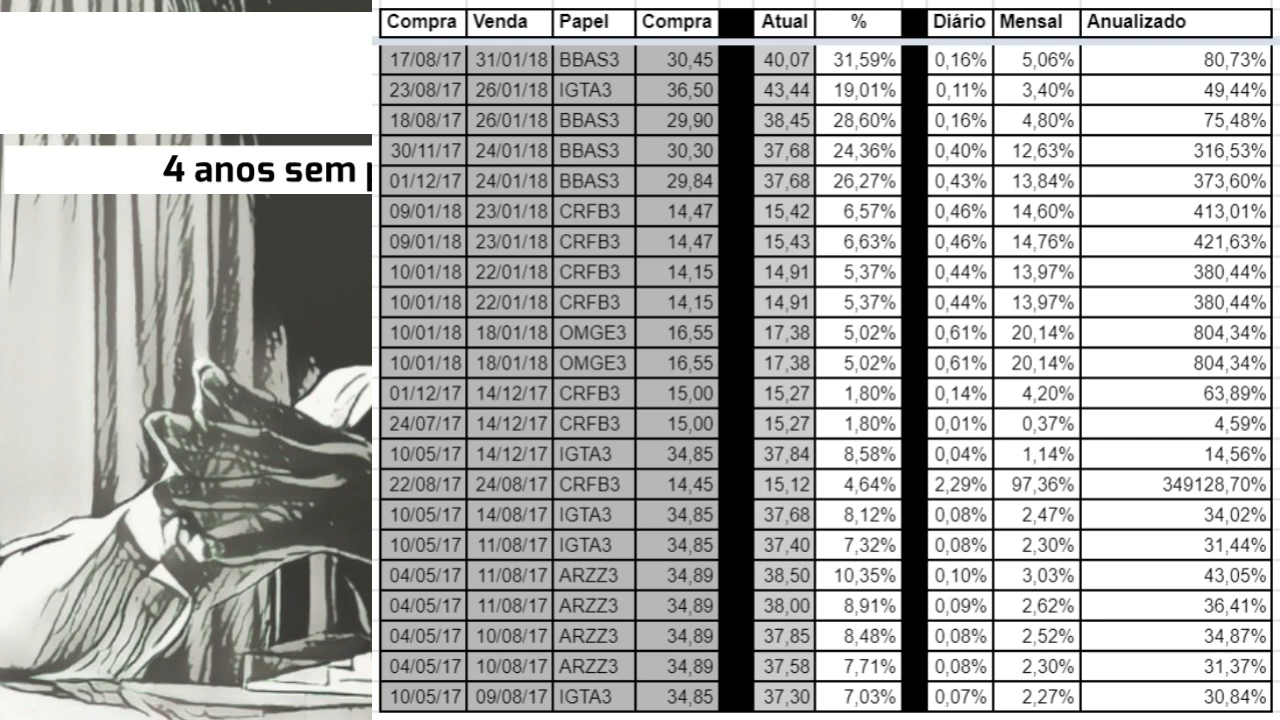 Compra Venda Papel Compra Atual % Diário Mensal Anualizado
17/08/17 31/01/18 BBAS3 30,45 40,07 31,59% 0,16% 5,06% 80,73%
23/08/17 26/01/18 IGTA3 36,50 43,44 19,01% 0,11% 3,40% 49,44%
18/08/17 26/01/18 BBAS3 29,90 38,45 28,60% 0,16% 4,80% 75,48%
30/11/17 24/01/18 BBAS3 30,30 37,68 24,36% 0,40% 12,63% 316,53%
4 anos sem
01/12/17 24/01/18 BBAS3 29,84 37,68 26,27% 0,43% 13,84% 373,60%
09/01/18 23/01/18 CRFB3 14,47 15,42 6,57% 0,46% 14,60% 413,01%
09/01/18 23/01/18 CRFB3 14,47 15,43 6,63% 0,46% 14,76% 421,63%
10/01/18 22/01/18 CRFB3 14,15 14,91 5,37% 0,44% 13,97% 380,44%
10/01/18 22/01/18 CRFB3 14,15 14,91 5,37% 0,44% 13,97% 380,44%
10/01/18 18/01/18 OMGE3 16,55 17,38 5,02% 0,61% 20,14% 804,34%
10/01/18 18/01/18 OMGE3 16,55 17,38 5,02% 0,61% 20,14% 804,34%
01/12/17 14/12/17 CRFB3 15,00 15,27 1,80% 0,14% 4,20% 63,89%
24/07/17 14/12/17 CRFB3 15,00 15,27 1,80% 0,01% 0,37% 4,59%
10/05/17 14/12/17 IGTA3 34,85 37,84 8,58% 0,04% 1,14% 14,56%
22/08/17 24/08/17 CRFB3 14,45 15,12 4,64% 2,29% 97,36% 349128,70%
10/05/17 14/08/17 IGTA3 34,85 37,68 8,12% 0,08% 2,47% 34,02%
10/05/17 11/08/17 IGTA3 34,85 37,40 7,32% 0,08% 2,30% 31,44%
04/05/17 11/08/17 ARZZ3 34,89 38,50 10,35% 0,10% 3,03% 43,05%
04/05/17 11/08/17 ARZZ3 34,89 38,00 8,91% 0,09% 2,62% 36,41%
04/05/17 10/08/17 ARZZ3 34,89 37,85 8,48% 0,08% 2,52% 34,87%
04/05/17 10/08/17 ARZZ3 34,89 37,58 7,71% 0,08% 2,30% 31,37%
10/05/17 09/08/17 IGTA3 34,85 37,30 7,03% 0,07% 2,27% 30,84%